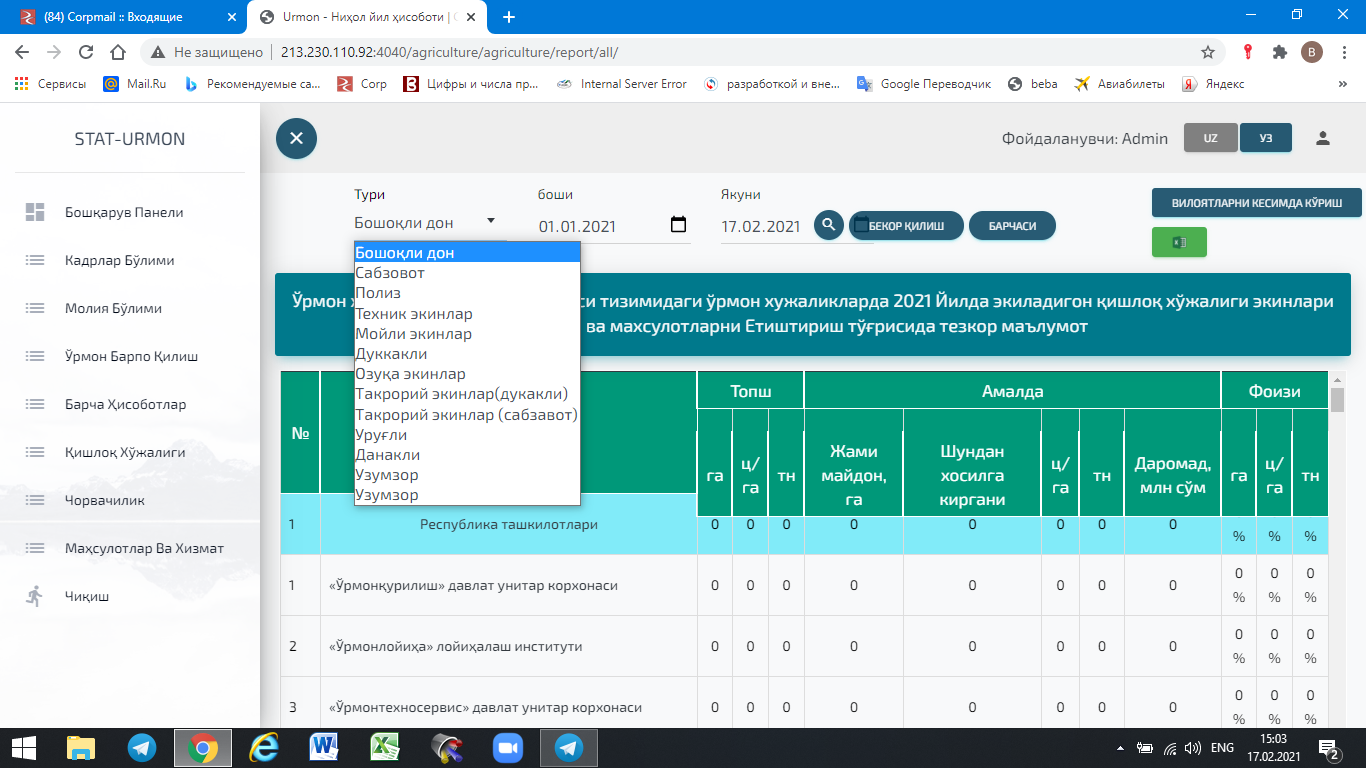 (84) Corpmail :: Входящие
Urmon - Ниҳол йил ҳисоботи |
Не защищено
213.230.110.92:4040/agriculture/agriculture/report/all/
B
Сервисы
Mail.Ru
Рекомендуемые са...
Corp
Цифры и числа пр...
Internal Server Error
разработкой и вне...
Google Переводчик
beba
Авиабилеты
Яндекс
STAT-URMON
Бошқарув Панели
Кадрлар Бўлими
Молия Бўлими
Ўрмон Барпо Қилиш
Барча Ҳисоботлар
Қишлоқ Хўжалиги
Чорвачилик
Маҳсулотлар Ва Хизмат
Чиқиш
Фойдаланувчи: Admin
UZ
УЗ
Тури
Бошоқли дон
боши
01.01.2021
Якуни
17.02.2021
БЕКОР ҚИЛИШ
БАРЧАСИ
ВИЛОЯТЛАРНИ КЕСИМДА КЎРИШ
Бошоқли дон
Сабзовот
Полиз
Техник экинлар
Мойли экинлар
Дуккакли
Озуқа экинлар
Такрорий экинлар(дукакли)
Такрорий экинлар (сабзавот)
Уруғли
Данакли
Узумзор
Узумзор
Ўрмон си тизимидаги ўрмон хужаликларда 2021 Йилда экиладигон қишлоқ хўжалиги экинлари
ва махсулотларни Етиштириш тўғрисида тезкор маълумот
№ Топш Амалда Фоизи
га ц/га тн Жами майдон, га Шундан хосилга киргани ц/га тн Даромад, млн сўм га ц/га тн
1 Республика ташкилотлари 0 0 0 0 0 0 0 0 % % %
1 «Ўрмонқурилиш» давлат унитар корхонаси 0 0 0 0 0 0 0 0 0 % 0 % 0 %
2 «Ўрмонлойиҳа» лойиҳалаш институти 0 0 0 0 0 0 0 0 0 % 0 % 0 %
3 «Ўрмонтехносервис» давлат унитар корхонаси 0 0 0 0 0 0 0 0 0 % 0 % 0 %
ENG
15:03
17.02.2021
2